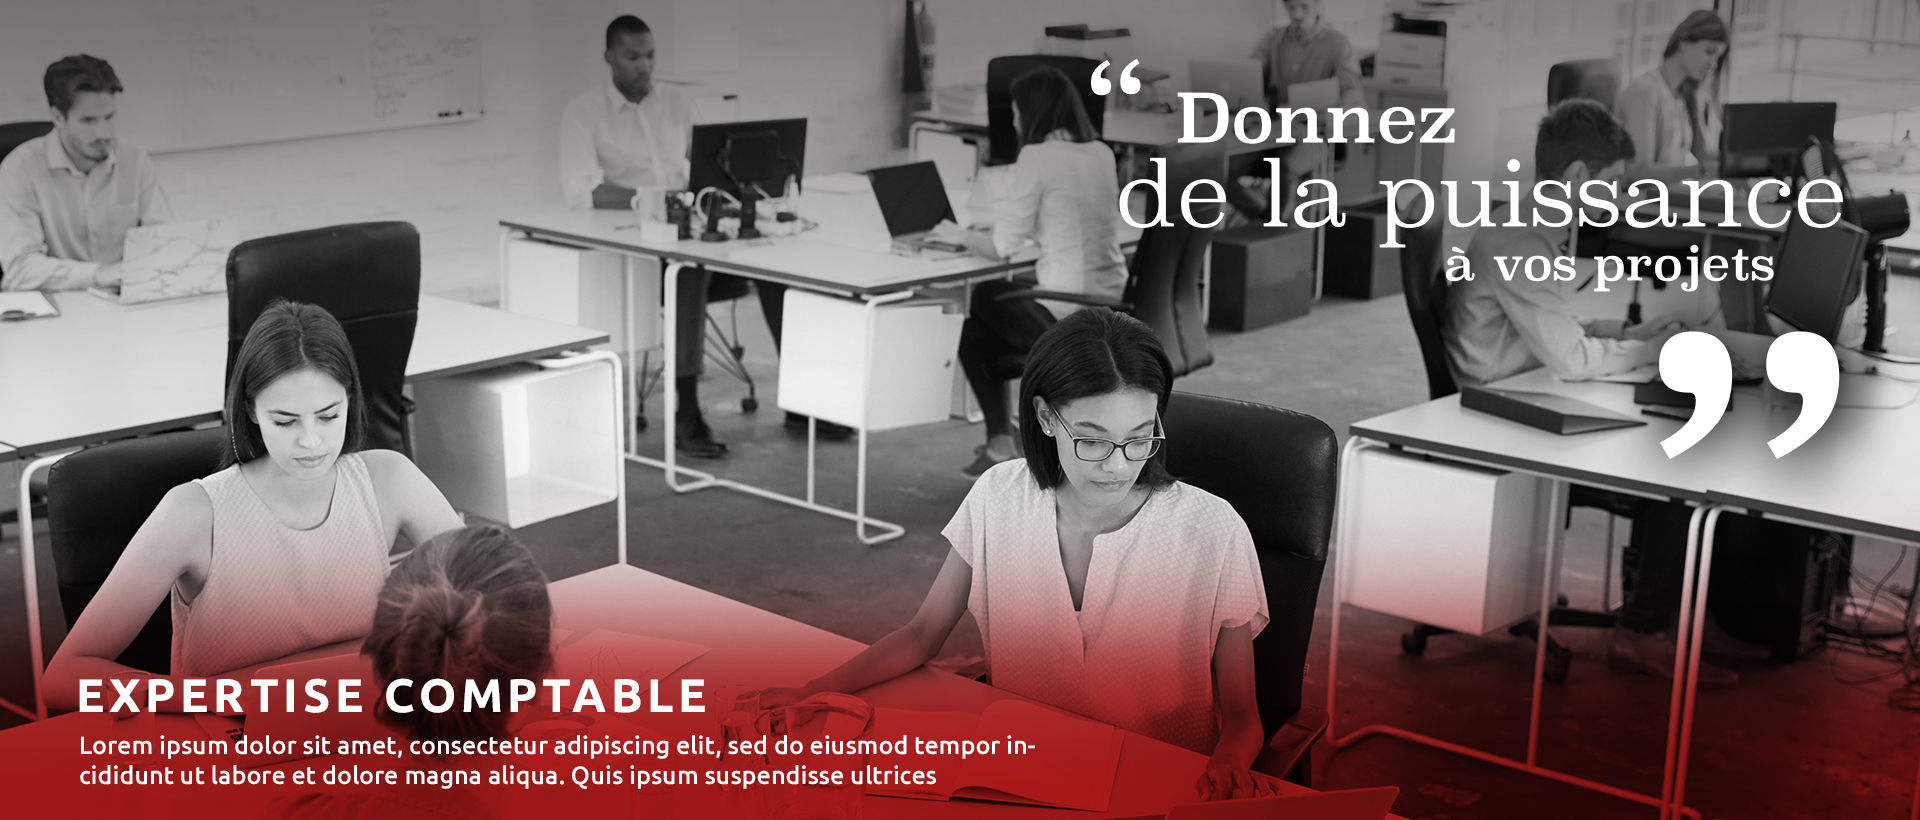 “ Donnez
de la puissance
à vos projets
”
EXPERTISE COMPTABLE
Lorem ipsum dolor sit amet, consectetur adipiscing elit, sed do eiusmod tempor in-
cididunt ut labore et dolore magna aliqua. Quis ipsum suspendisse ultrices